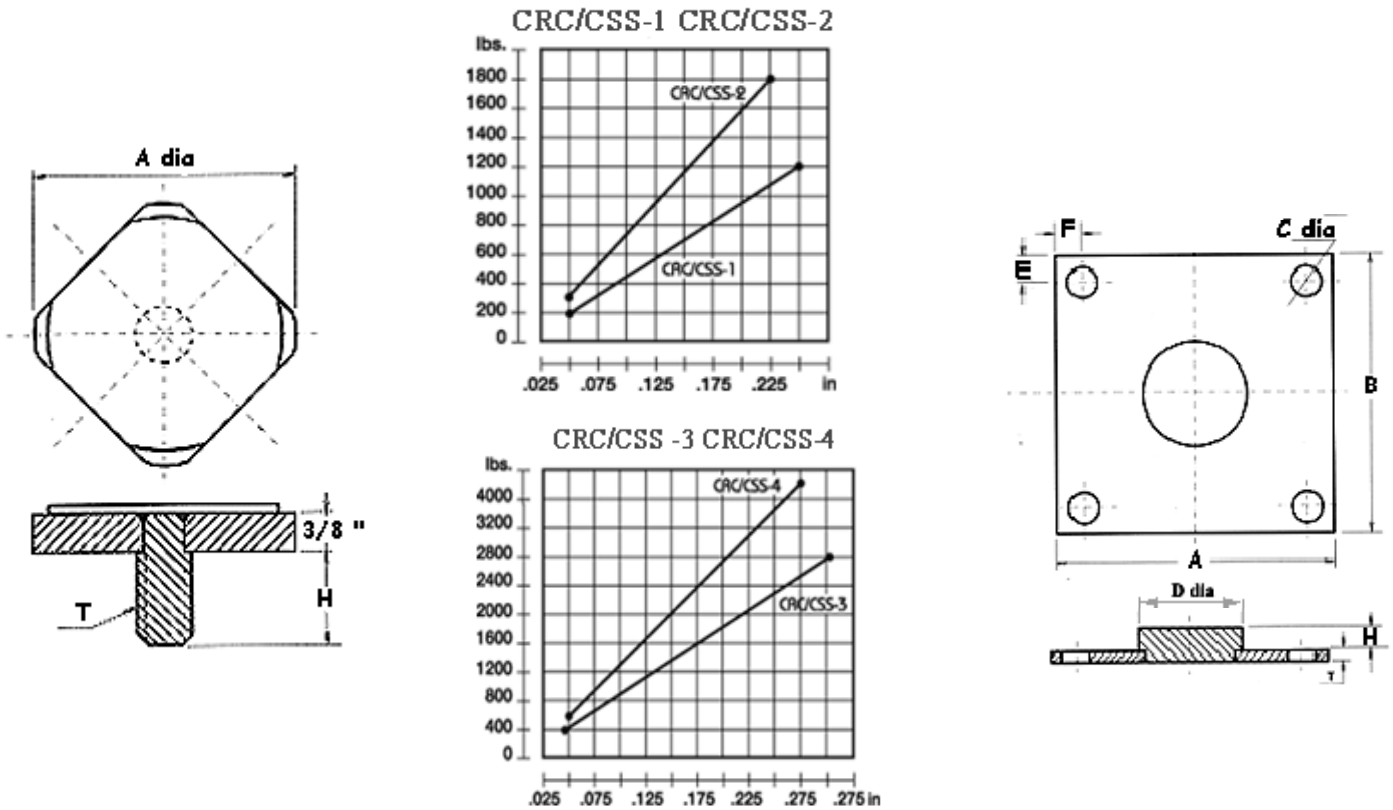 CRC/CSS-1 CRC/CSS-2
lbs.
1800
1600
1400
1200
1000
800
600
400
200
0
CRC/CSS-2
CRC/CSS-1
.025 .075 .125 .175 .225 in
A dia
3/8 "
H
T
CRC/CSS -3 CRC/CSS-4
lbs.
4000
3200
2800
2400
2000
1600
1200
800
400
0
CRC/CSS-4
CRC/CSS-3
.025 .075 .125 .175 .225 .275 .275 in
F
C dia
E
B
A
D dia
H
T